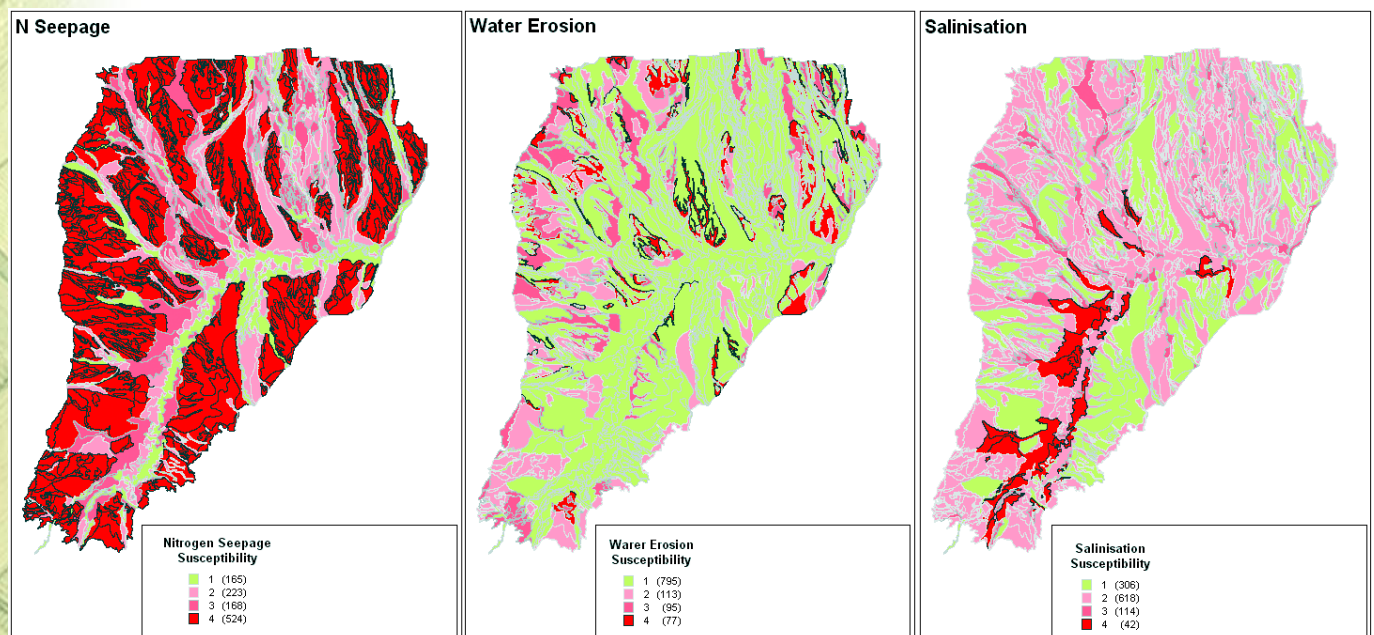 N Seepage
Nitrogen Seepage
Susceptibility
1 (165)
2 (223)
3 (168)
4 (524)
Water Erosion
Warer Erosion
Susceptibility
1 (795)
2 (113)
3 (95)
4 (77)
Salinisation
Salinisation
Susceptibility
1 (306)
2 (618)
3 (114)
4 (42)